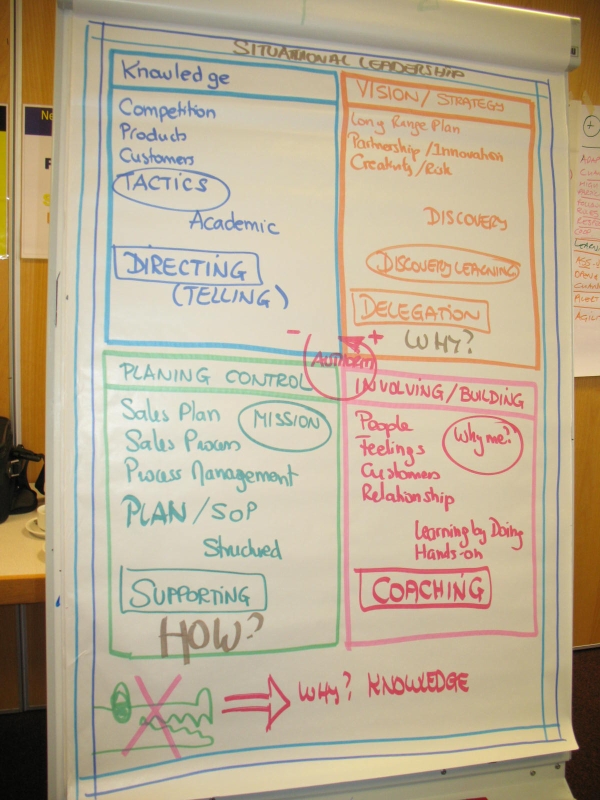 SITUATIONAL LEADERSHIP
Knowledge
Competition
Products
Customers
TACTICS
Academic
DIRECTING
(TELLING)
VISION/STRATEGY
Long Range Plan
Partnership/Innovation
Creativity/Risk
DISCOVERY
DISCOVERY LEARNING
DELEGATION
WHY?
- +
PLANING CONTROL
Sales Plan
MISSION
Sales Process
Process Management
PLAN/SOP
Structured
SUPPORTING
HOW?
INVOLVING/BUILDING
People
Why me?
Feelings
Customers
Relationship
Learning by Doing
Hands-on
COACHING
WHY? KNOWLEDGE
Ne
+
AGIL